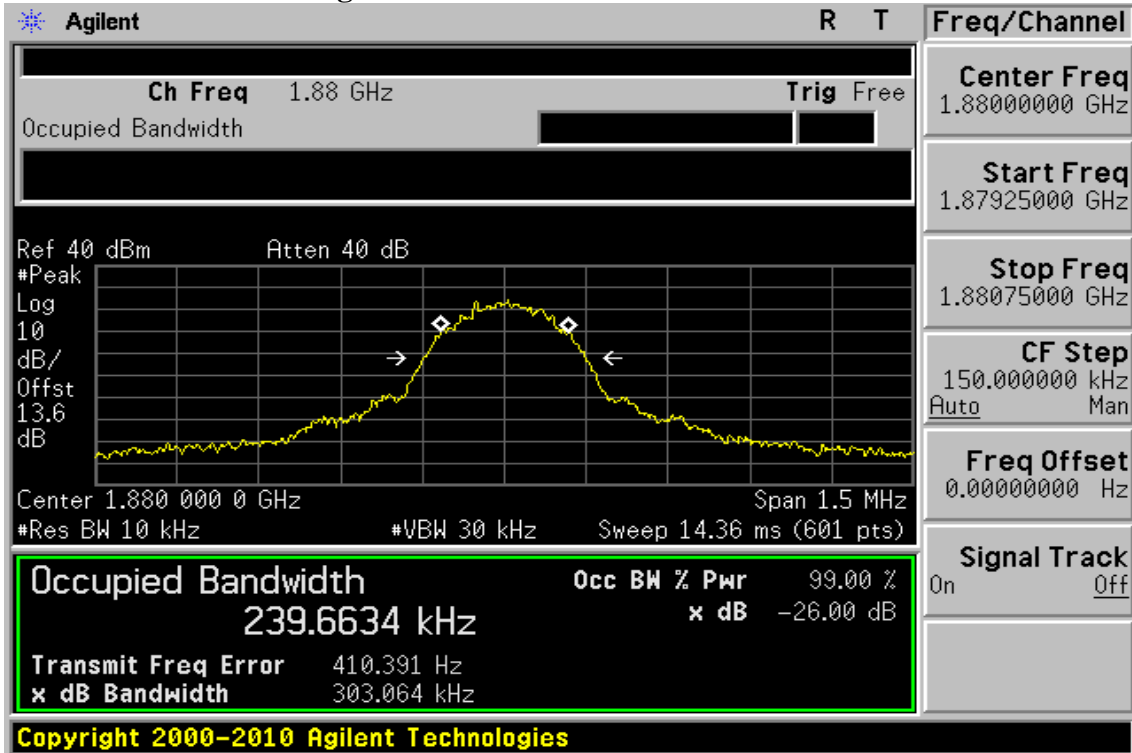 Agilent R T
Freq/Channel
Ch Freq 1.88 GHz Trig Free
Occupied Bandwidth
Center Freq
1.88000000 GHz
Start Freq
1.87925000 GHz
Stop Freq
1.88075000 GHz
CF Step
150.000000 kHz
Auto Man
Freq Offset
0.00000000 Hz
Signal Track
On Off
Ref 40 dBm Atten 40 dB
#Peak
Log
10
dB/
Offst
13.6
dB
Center 1.880 000 0 GHz Span 1.5 MHz
#Res BW 10 kHz #VBW 30 kHz Sweep 14.36 ms (601 pts)
Occupied Bandwidth Occ BW % Pwr 99.00 %
239.6634 kHz x dB -26.00 dB
Transmit Freq Error 410.391 Hz
x dB Bandwidth 303.064 kHz
Copyright 2000-2010 Agilent Technologies